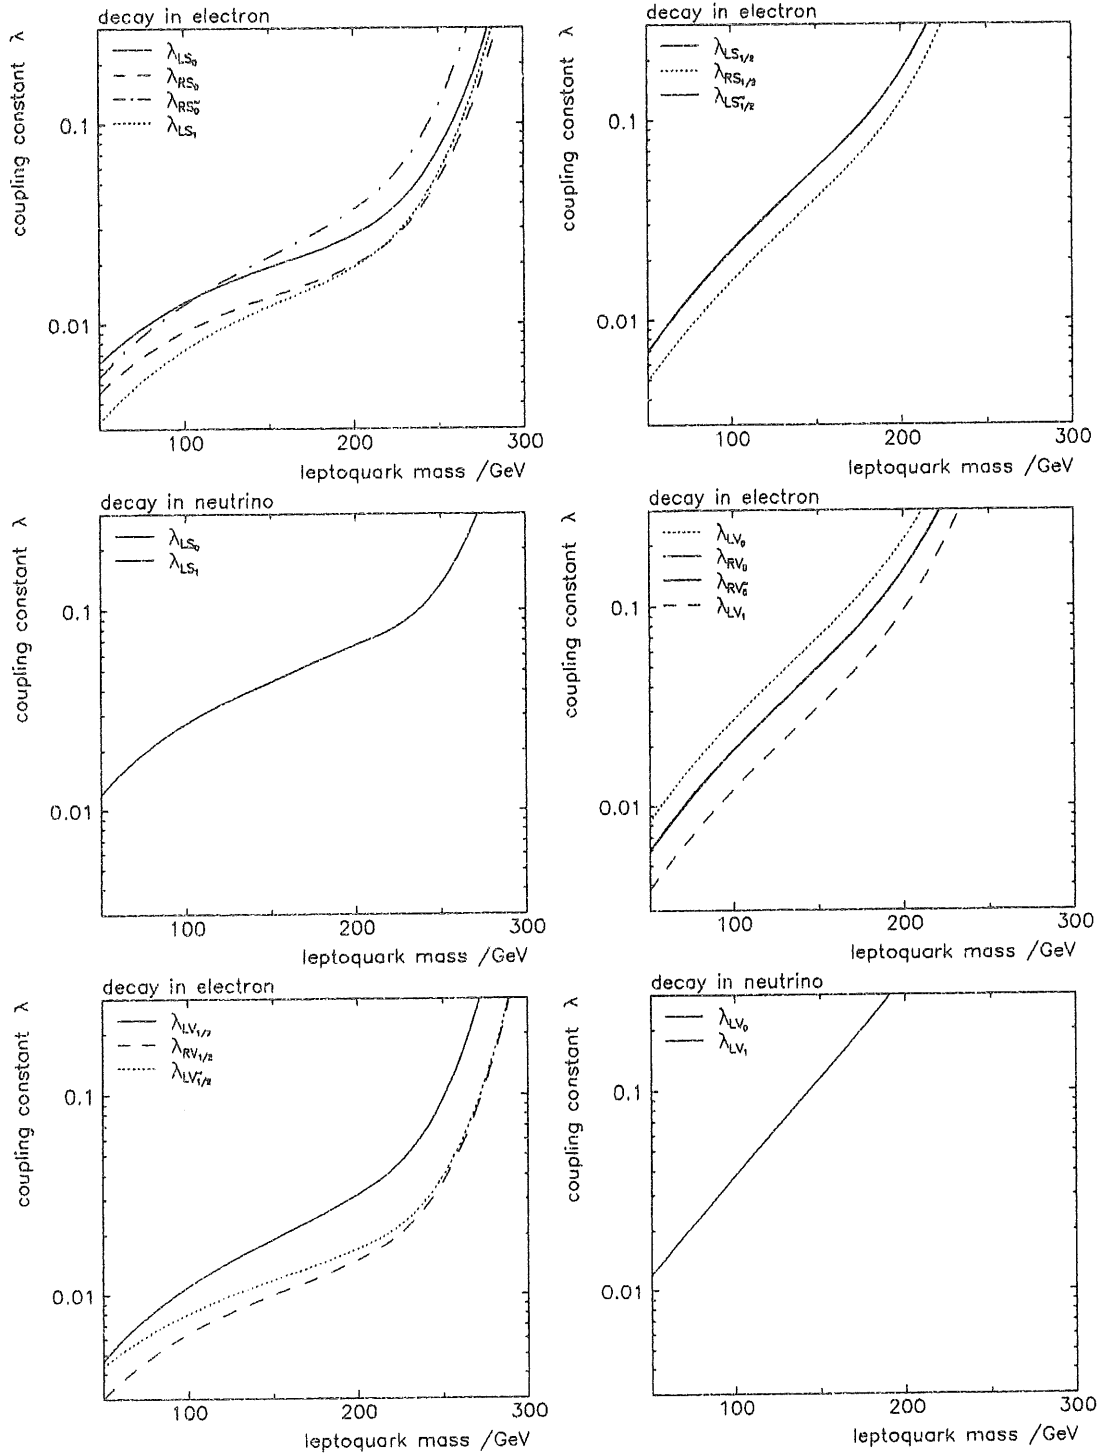 decay in electron
coupling constant λ
λLS₀
λRS₀
λRS₀~
λLS₁
0.1
0.01
100
200
300
leptoquark mass /GeV
decay in electron
coupling constant λ
λLS₁/₂
λRS₁/₂
λLS~₁/₂
0.1
0.01
100
200
300
leptoquark mass /GeV
decay in neutrino
coupling constant λ
λLS₀
λLS₁
0.1
0.01
100
200
300
leptoquark mass /GeV
decay in electron
coupling constant λ
λLV₀
λRV₀
λRV₀~
λLV₁
0.1
0.01
100
200
300
leptoquark mass /GeV
decay in electron
coupling constant λ
λLV₁/₂
λRV₁/₂
λLV~₁/₂
0.1
0.01
100
200
300
leptoquark mass /GeV
decay in neutrino
coupling constant λ
λLV₀
λLV₁
0.1
0.01
100
200
300
leptoquark mass /GeV